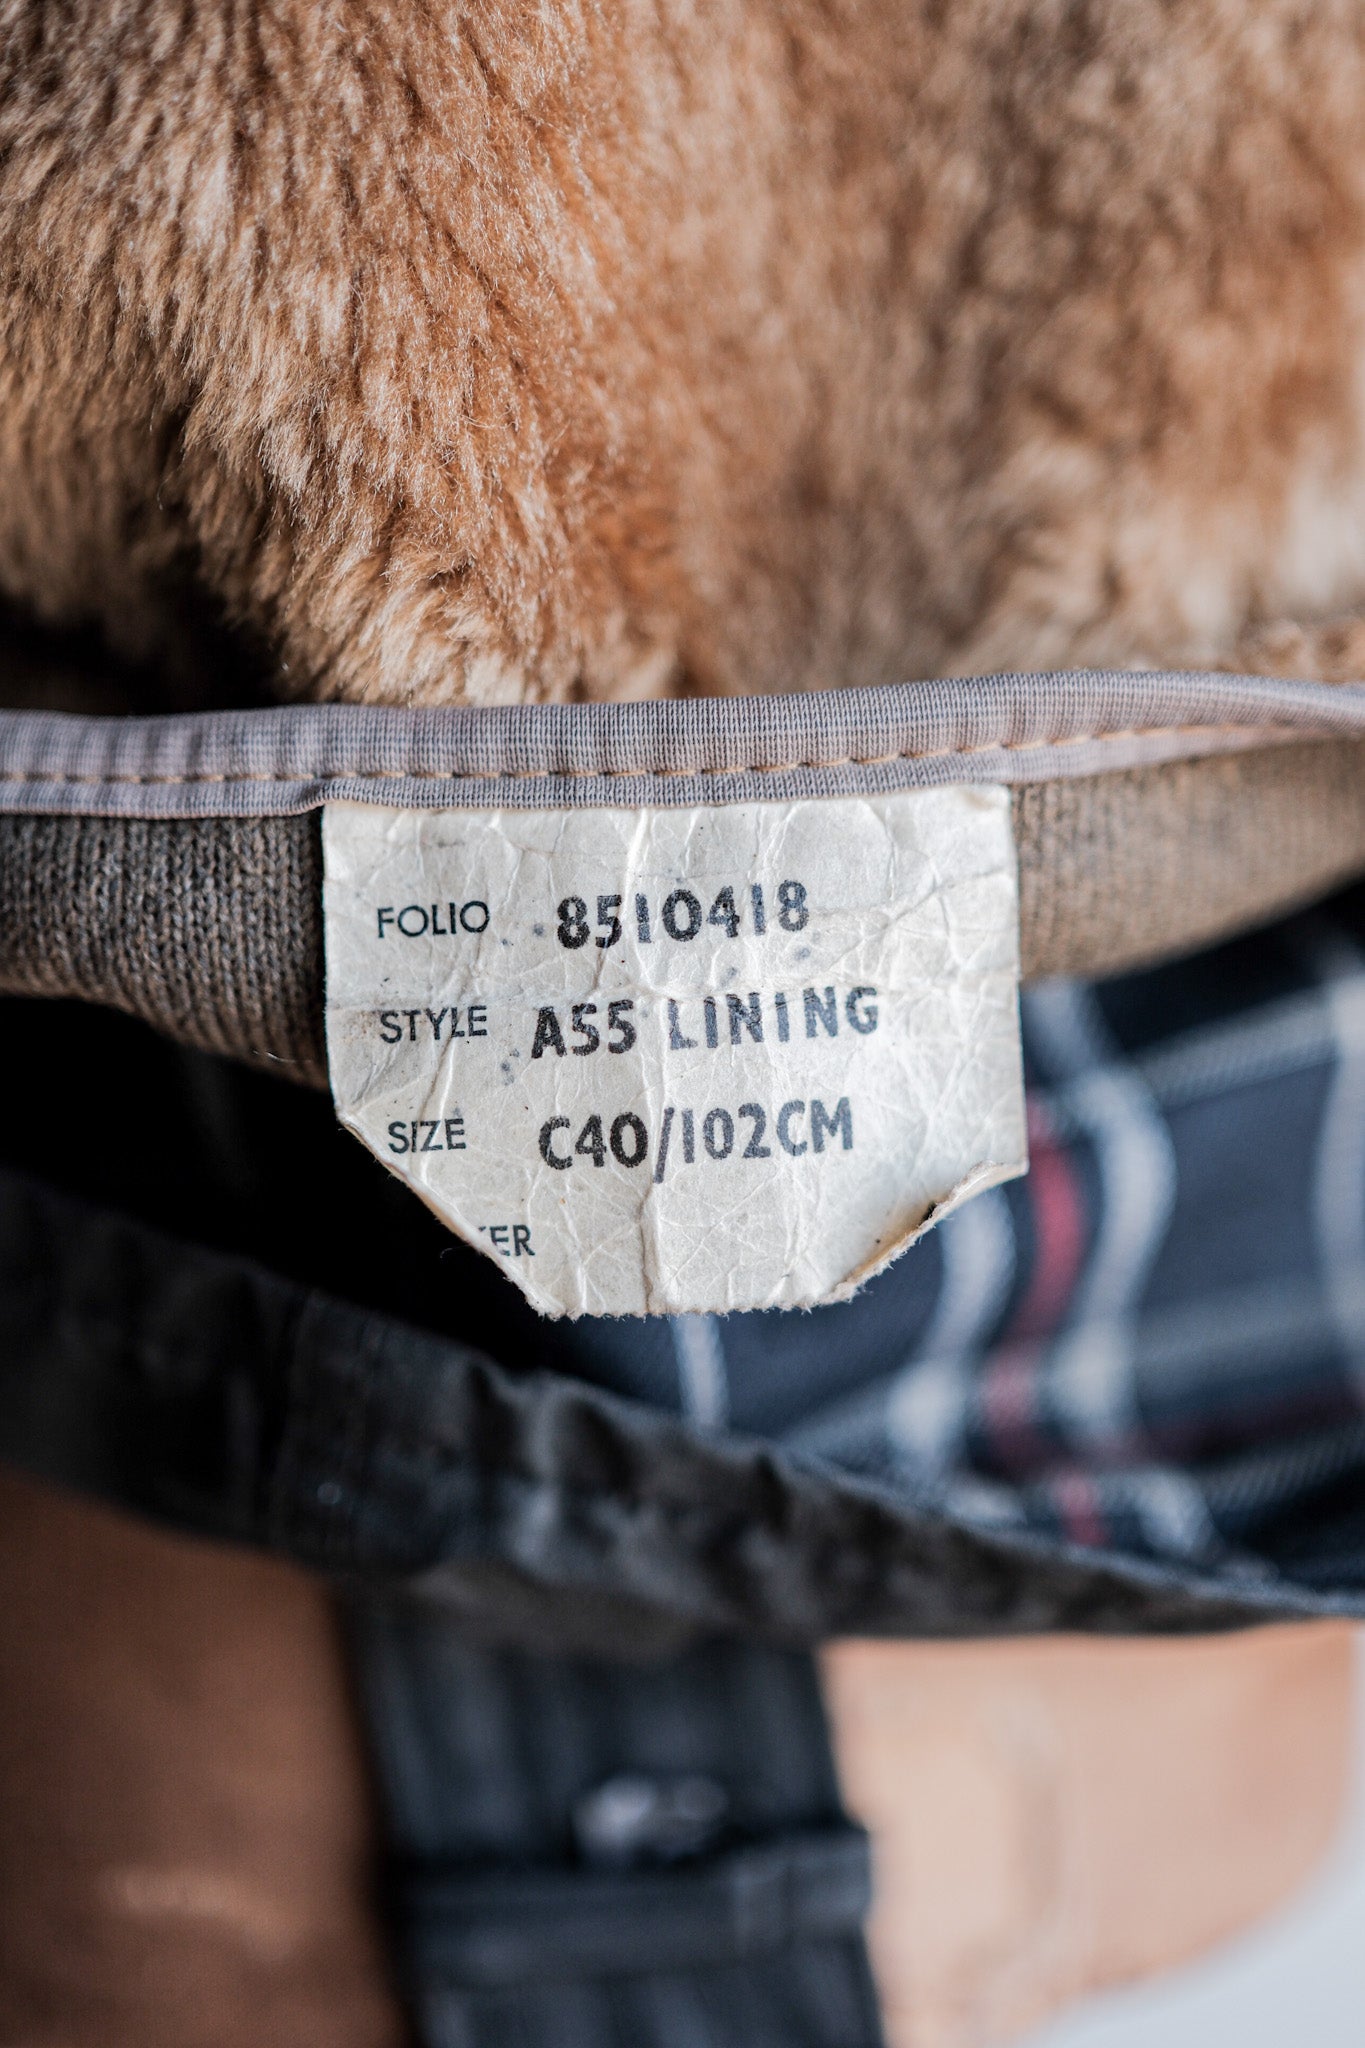 FOLIO 8510418
STYLE A55 LINING
SIZE C40/102CM